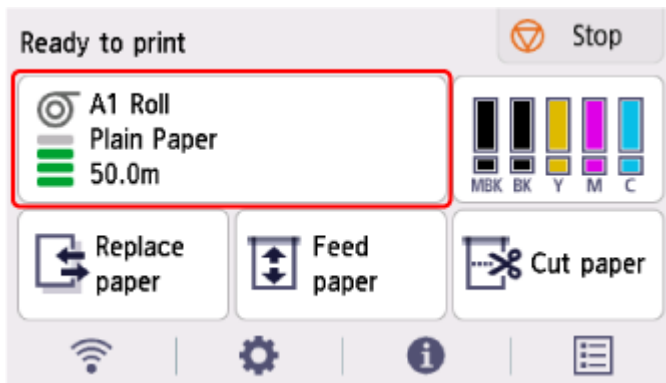 Ready to print
Stop
A1 Roll
Plain Paper
50.0m
MBK BK Y M C
Replace
paper
Feed
paper
Cut paper